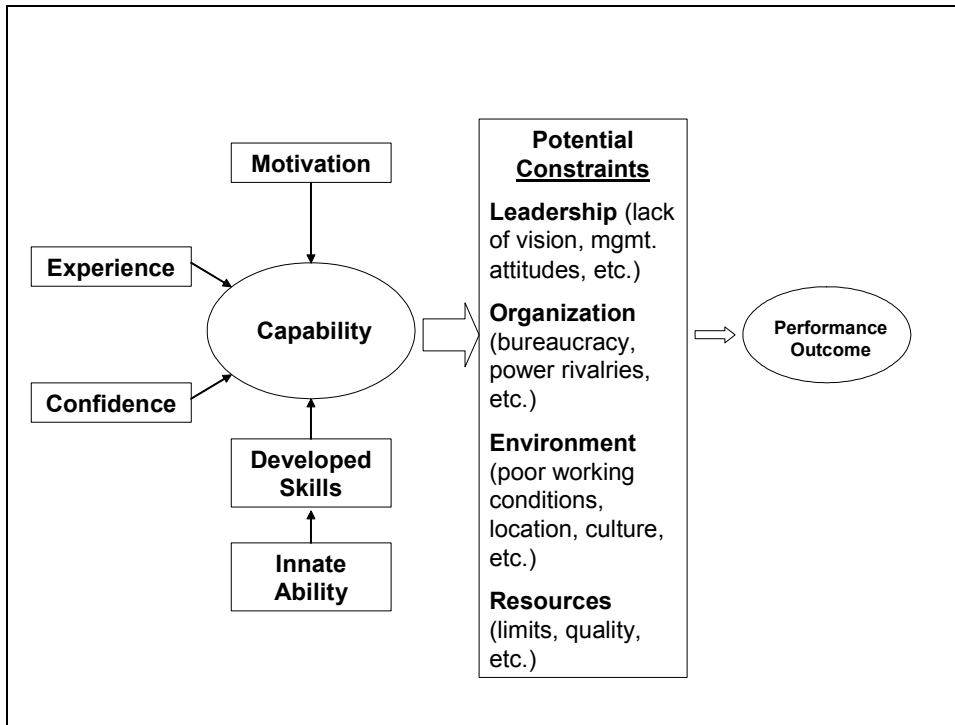 Motivation
Experience
Capability
Confidence
Developed
Skills
Innate
Ability
Potential
Constraints
Leadership (lack
of vision, mgmt.
attitudes, etc.)
Organization
(bureaucracy,
power rivalries,
etc.)
Environment
(poor working
conditions,
location, culture,
etc.)
Resources
(limits, quality,
etc.)
Performance
Outcome